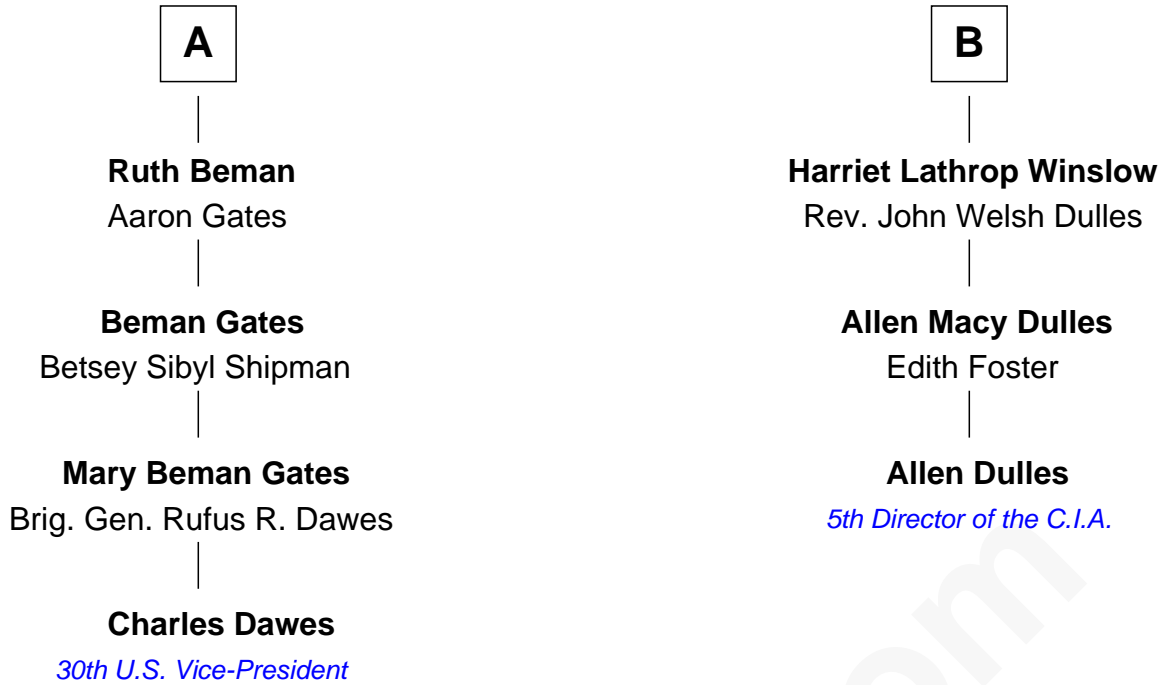 A
Ruth Beman
Aaron Gates
Beman Gates
Betsey Sibyl Shipman
Mary Beman Gates
Brig. Gen. Rufus R. Dawes
Charles Dawes
30th U.S. Vice-President
B
Harriet Lathrop Winslow
Rev. John Welsh Dulles
Allen Macy Dulles
Edith Foster
Allen Dulles
5th Director of the C.I.A.
om